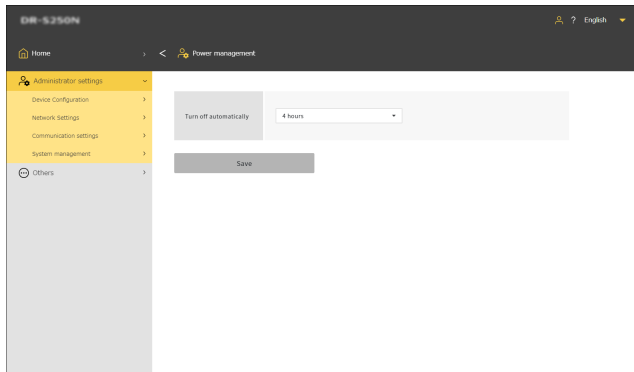 DR-S250N
? English
Home
< Power management
Administrator settings
Device Configuration
Network Settings
Communication settings
System management
Others
Turn off automatically
4 hours
Save